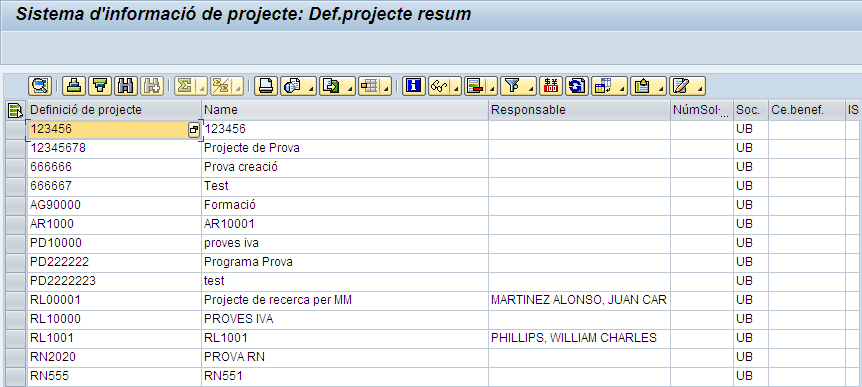 Sistema d'informació de projecte: Def.projecte resum
Definició de projecte Name Responsable NúmSol·... Soc. Ce.benef. IS
123456 123456 UB
12345678 Projecte de Prova UB
666666 Prova creació UB
666667 Test UB
AG90000 Formació UB
AR1000 AR10001 UB
PD10000 proves iva UB
PD222222 Programa Prova UB
PD2222223 test UB
RL00001 Projecte de recerca per MM MARTINEZ ALONSO, JUAN CAR UB
RL10000 PROVES IVA UB
RL1001 RL1001 PHILLIPS, WILLIAM CHARLES UB
RN2020 PROVA RN UB
RN555 RN551 UB